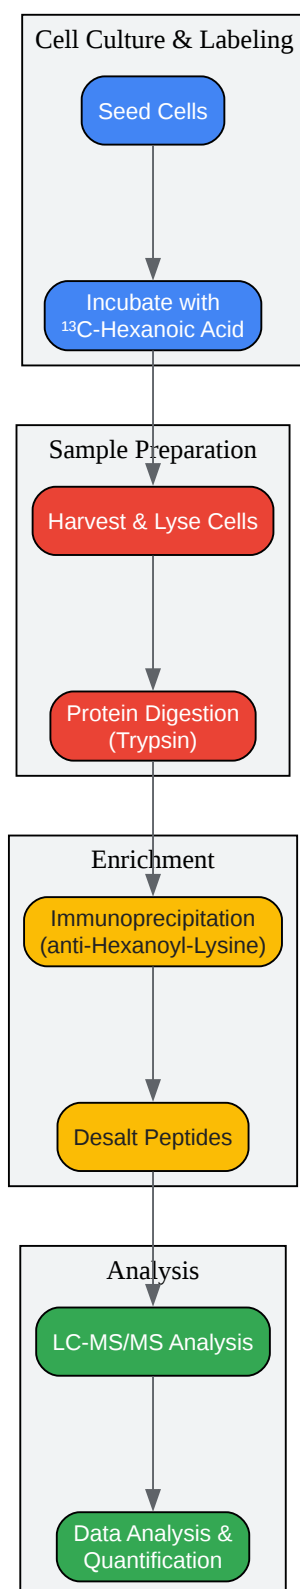 Cell Culture & Labeling
Seed Cells
Incubate with
¹³C-Hexanoic Acid
Sample Preparation
Harvest & Lyse Cells
Protein Digestion
(Trypsin)
Enrichment
Immunoprecipitation
(anti-Hexanoyl-Lysine)
Desalt Peptides
Analysis
LC-MS/MS Analysis
Data Analysis &
Quantification